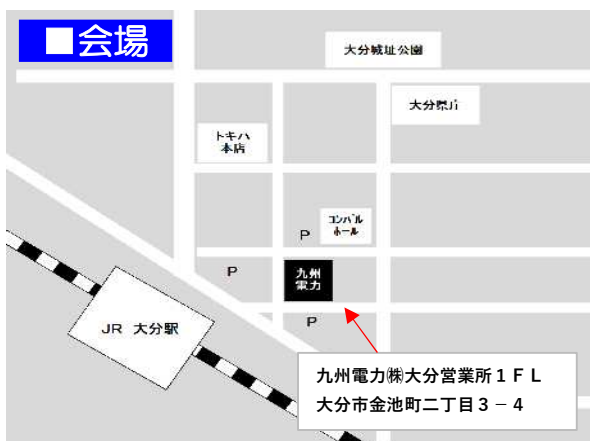 ■会場
大分城址公園
大分県庁
トキハ
本店
コンパル
ホール
P
P
九州
電力
P
JR 大分駅
九州電力㈱大分営業所1FL
大分市金池町二丁目3-4